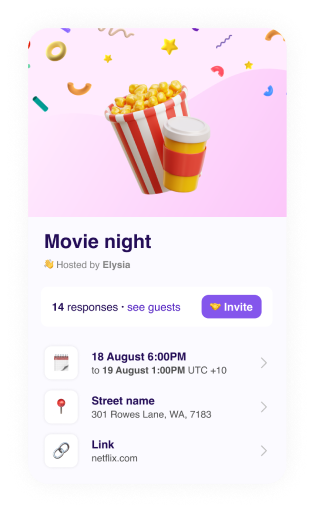 Movie night
👋 Hosted by Elysia
14 responses • see guests
🤝 Invite
18 August 6:00PM
to 19 August 1:00PM UTC +10
Street name
301 Rowes Lane, WA, 7183
Link
netflix.com